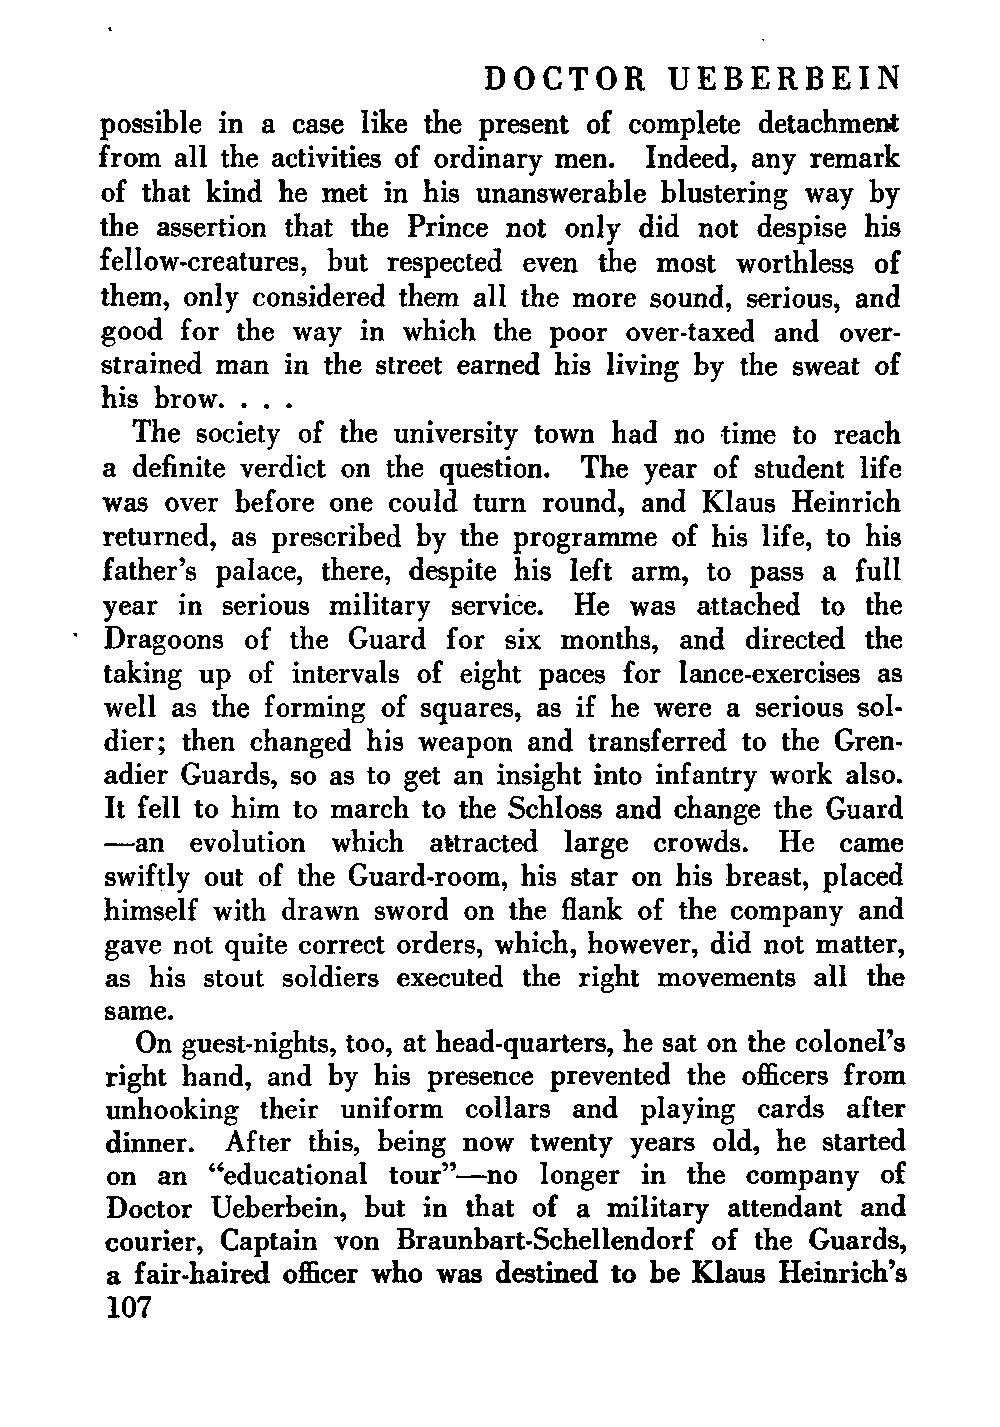 DOCTOR UEBERBEIN
possible in a case like the present of complete detachment
from all the activities of ordinary men. Indeed, any remark
of that kind he met in his unanswerable blustering way by
the assertion that the Prince not only did not despise his
fellow-creatures, but respected even the most worthless of
them, only considered them all the more sound, serious, and
good for the way in which the poor over-taxed and over-
strained man in the street earned his living by the sweat of
his brow. . . .
The society of the university town had no time to reach
a definite verdict on the question. The year of student life
was over before one could turn round, and Klaus Heinrich
returned, as prescribed by the programme of his life, to his
father's palace, there, despite his left arm, to pass a full
year in serious military service. He was attached to the
Dragoons of the Guard for six months, and directed the
taking up of intervals of eight paces for lance-exercises as
well as the forming of squares, as if he were a serious sol-
dier; then changed his weapon and transferred to the Gren-
adier Guards, so as to get an insight into infantry work also.
It fell to him to march to the Schloss and change the Guard
—an evolution which attracted large crowds. He came
swiftly out of the Guard-room, his star on his breast, placed
himself with drawn sword on the flank of the company and
gave not quite correct orders, which, however, did not matter,
as his stout soldiers executed the right movements all the
same.
On guest-nights, too, at head-quarters, he sat on the colonel's
right hand, and by his presence prevented the officers from
unhooking their uniform collars and playing cards after
dinner. After this, being now twenty years old, he started
on an "educational tour"—no longer in the company of
Doctor Ueberbein, but in that of a military attendant and
courier, Captain von Braunbart-Schellendorf of the Guards,
a fair-haired officer who was destined to be Klaus Heinrich's
107